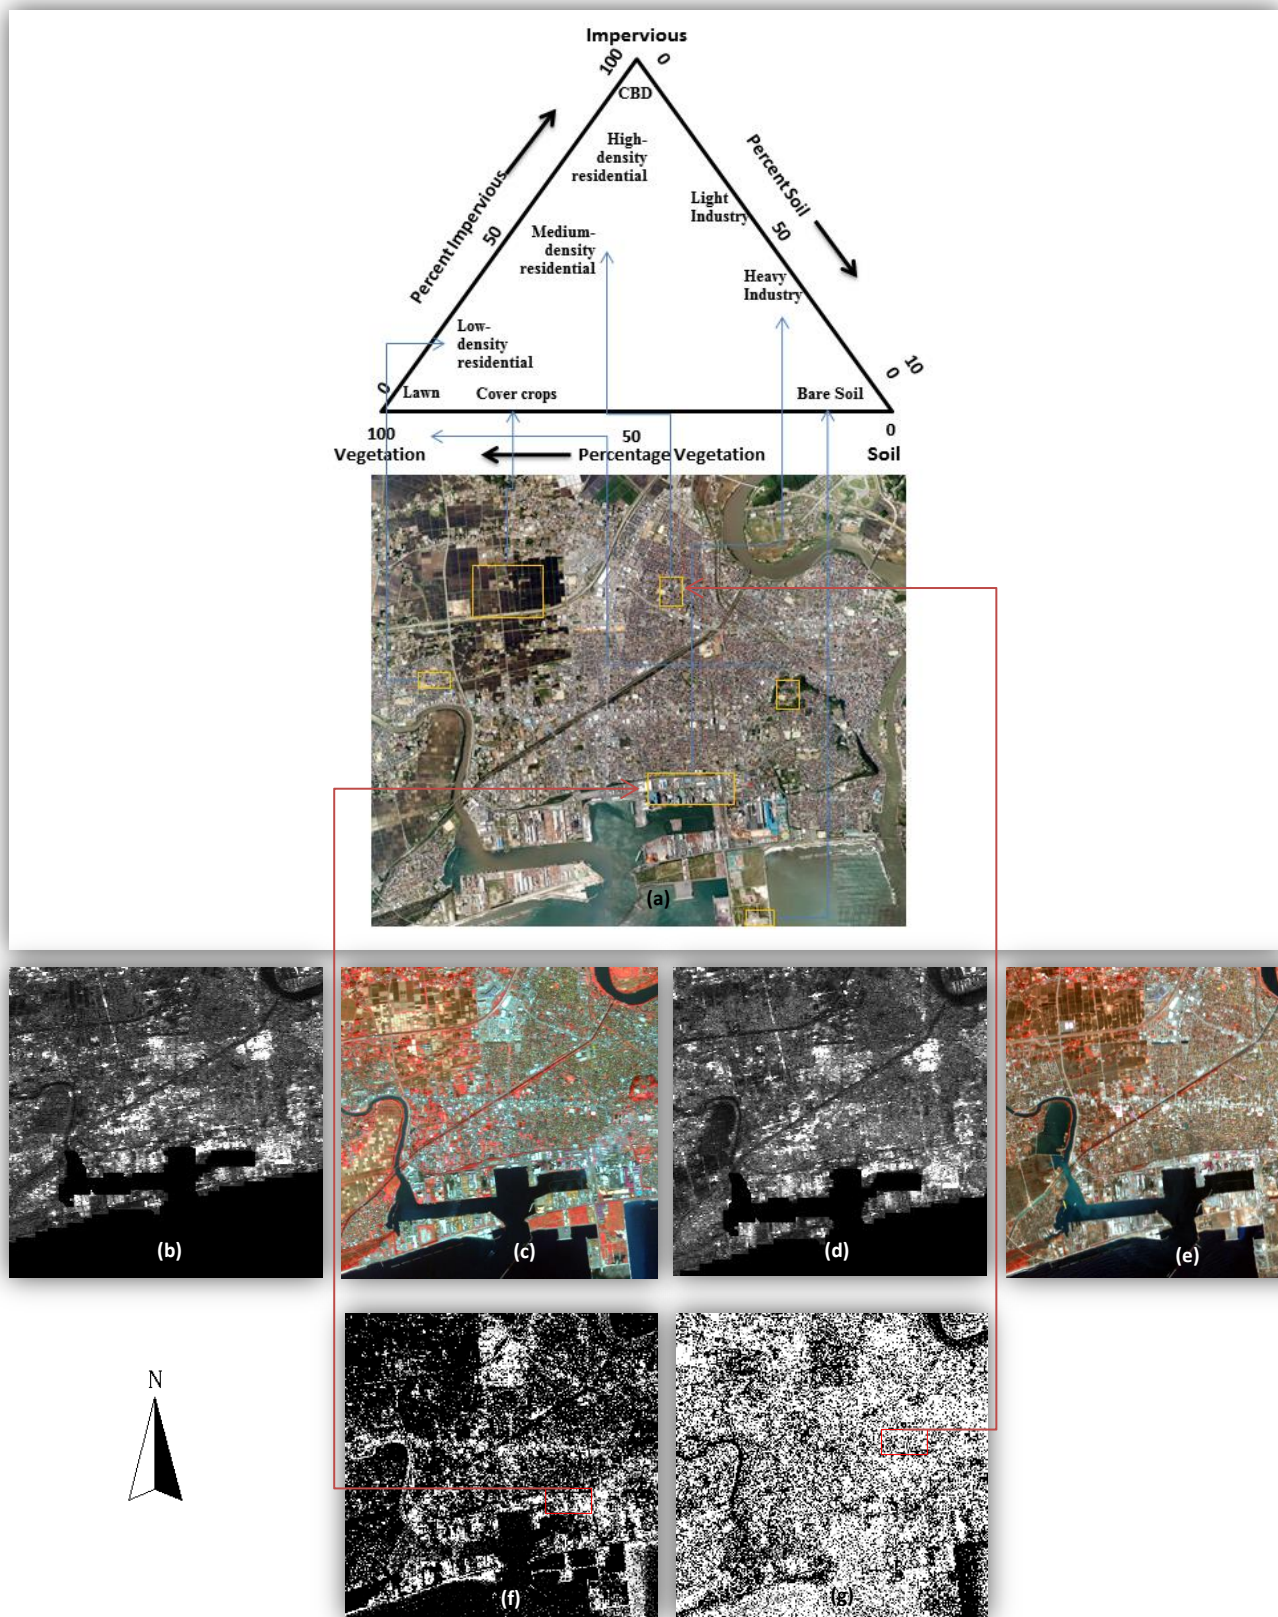 Impervious
100
0
CBD
High-
density
residential
Percent Impervious
Percent Soil
Light
Industry
50
50
Medium-
density
residential
Heavy
Industry
Low-
density
residential
0
Lawn
Cover crops
Bare Soil
0
10
100
50
0
Vegetation
Percentage Vegetation
Soil
(a)
(b)
(c)
(d)
(e)
N
(f)
(g)